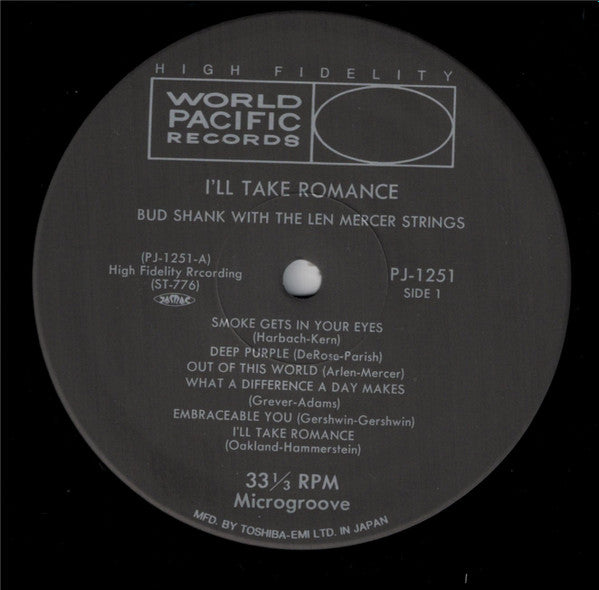 HIGH FIDELITY
WORLD
PACIFIC
RECORDS
I'LL TAKE ROMANCE
BUD SHANK WITH THE LEN MERCER STRINGS
(PJ-1251-A)
High Fidelity Rrcording
(ST-776)
JASRAC
PJ-1251
SIDE 1
SMOKE GETS IN YOUR EYES
(Harbach-Kern)
DEEP PURPLE (DeRose-Parish)
OUT OF THIS WORLD (Arlen-Mercer)
WHAT A DIFFERENCE A DAY MAKES
(Grever-Adams)
EMBRACEABLE YOU (Gershwin-Gershwin)
I'LL TAKE ROMANCE
(Oakland-Hammerstein)
33 1/3 RPM
Microgroove
MFD. BY TOSHIBA-EMI LTD. IN JAPAN